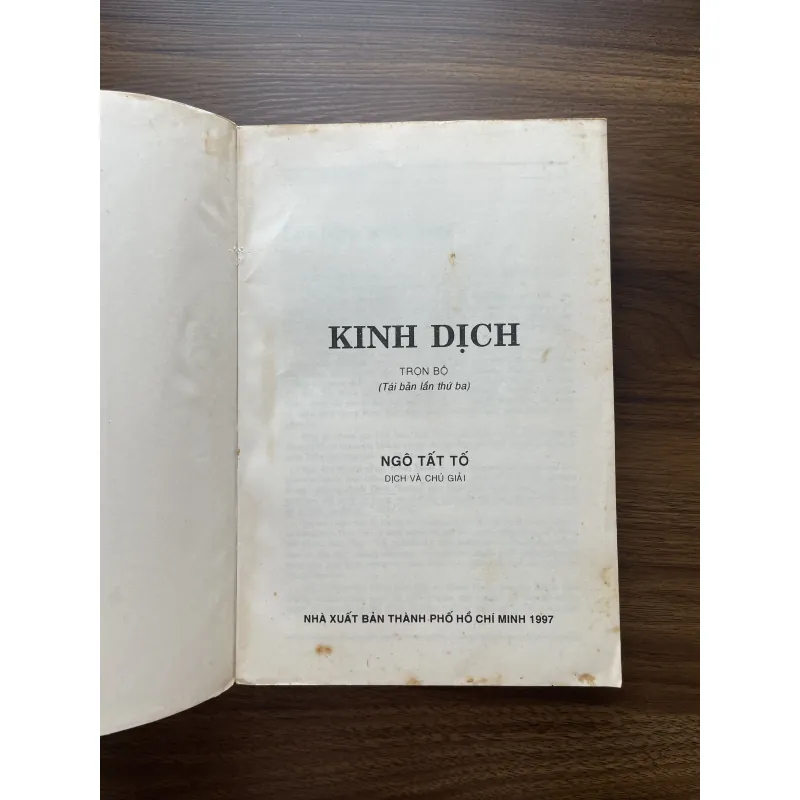 KINH DỊCH
TRỌN BỘ
(Tái bản lần thứ ba)
NGÔ TẤT TỐ
DỊCH VÀ CHÚ GIẢI
NHÀ XUẤT BẢN THÀNH PHỐ HỒ CHÍ MINH 1997